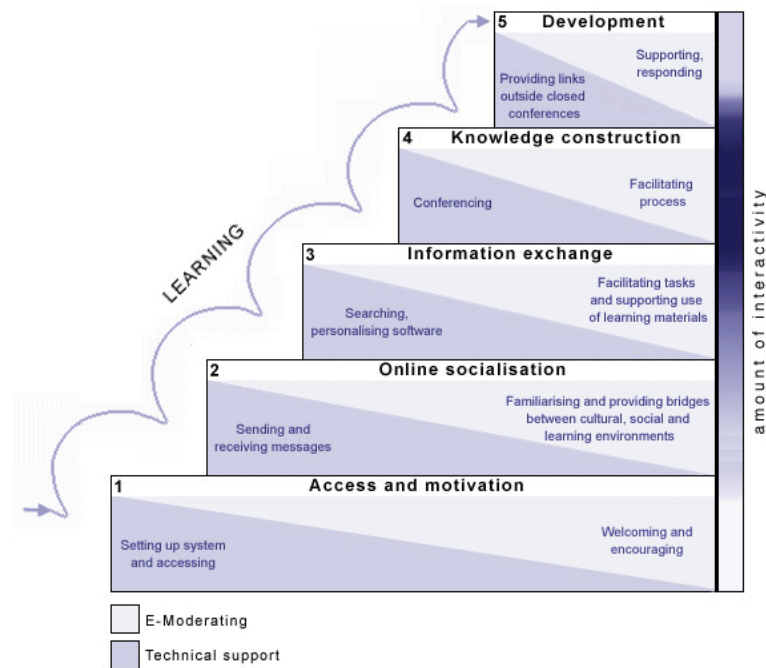 5 Development
Supporting,
responding
Providing links
outside closed
conferences
4 Knowledge construction
Conferencing
Facilitating
process
3 Information exchange
Facilitating tasks
and supporting use
of learning materials
Searching,
personalising software
2 Online socialisation
Familiarising and providing bridges
between cultural, social and
learning environments
Sending and
receiving messages
1 Access and motivation
Setting up system
and accessing
Welcoming and
encouraging
LEARNING
amount of interactivity
E-Moderating
Technical support